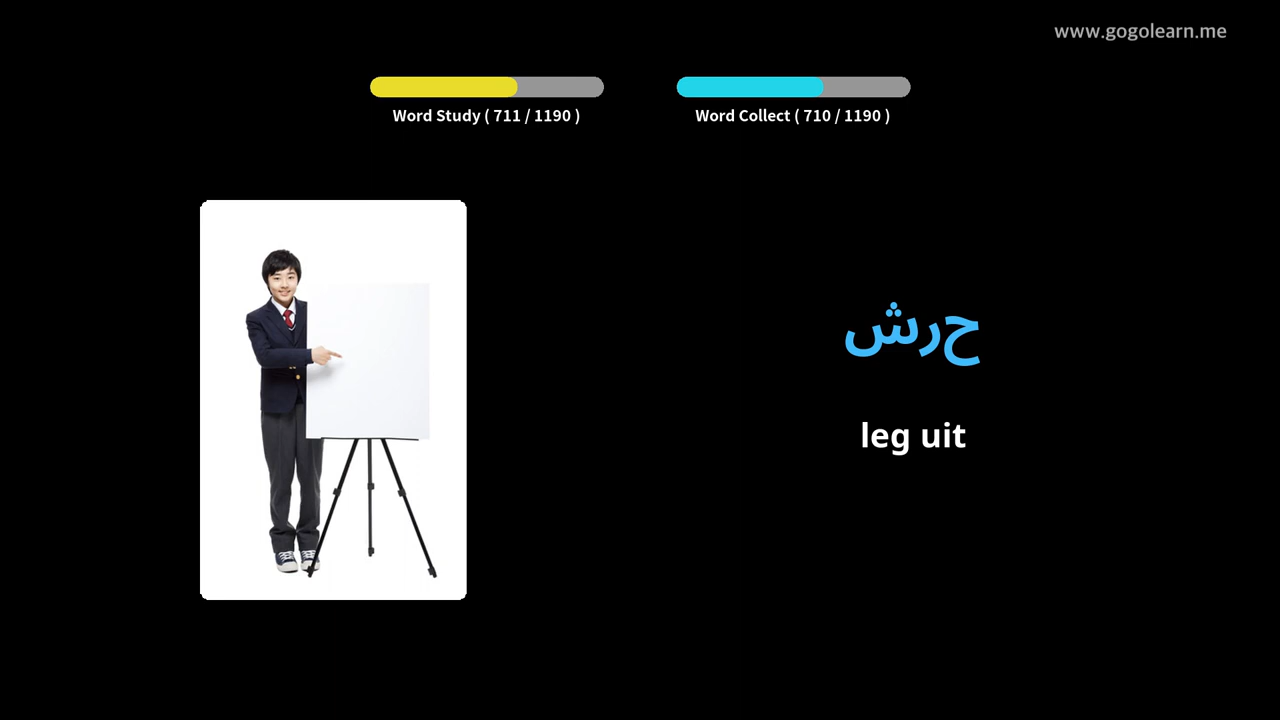 www.gogolearn.me
Word Study ( 711 / 1190 )
Word Collect ( 710 / 1190 )
حرش
leg uit